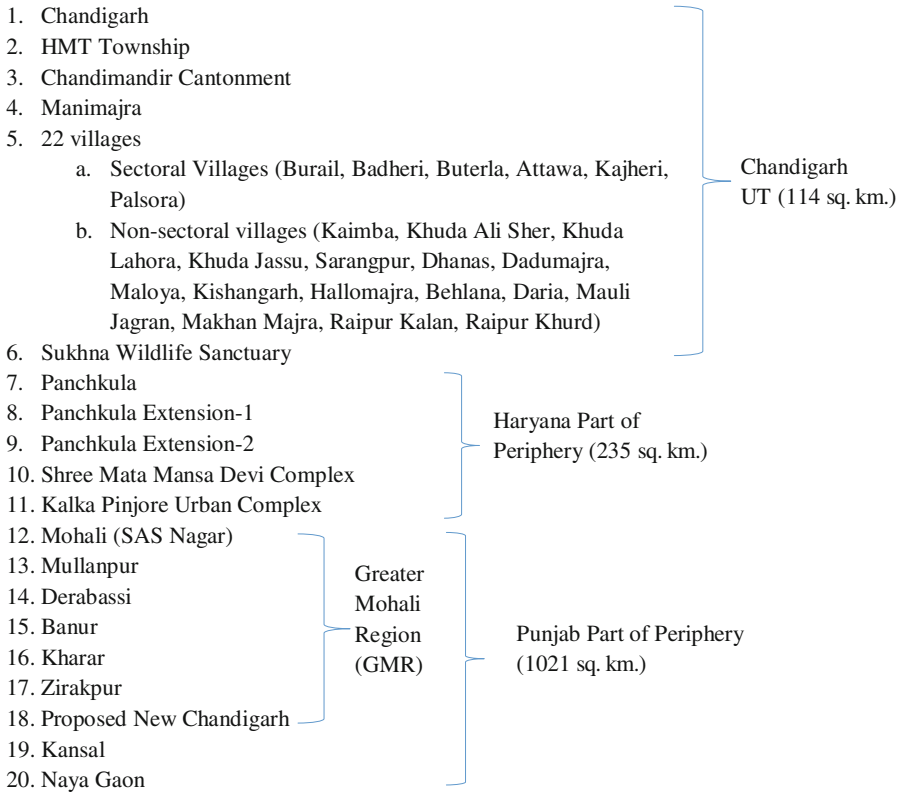 1. Chandigarh
2. HMT Township
3. Chandimandir Cantonment
4. Manimajra
5. 22 villages
a. Sectoral Villages (Burail, Badheri, Buterla, Attawa, Kajheri,
Palsora)
b. Non-sectoral villages (Kaimba, Khuda Ali Sher, Khuda
Lahora, Khuda Jassu, Sarangpur, Dhanas, Dadumajra,
Maloya, Kishangarh, Hallomajra, Behlana, Daria, Mauli
Jagran, Makhan Majra, Raipur Kalan, Raipur Khurd)
6. Sukhna Wildlife Sanctuary
Chandigarh
UT (114 sq. km.)
7. Panchkula
8. Panchkula Extension-1
9. Panchkula Extension-2
10. Shree Mata Mansa Devi Complex
11. Kalka Pinjore Urban Complex
Haryana Part of
Periphery (235 sq. km.)
12. Mohali (SAS Nagar)
13. Mullanpur
14. Derabassi
15. Banur
16. Kharar
17. Zirakpur
18. Proposed New Chandigarh
19. Kansal
20. Naya Gaon
Greater
Mohali
Region
(GMR)
Punjab Part of Periphery
(1021 sq. km.)